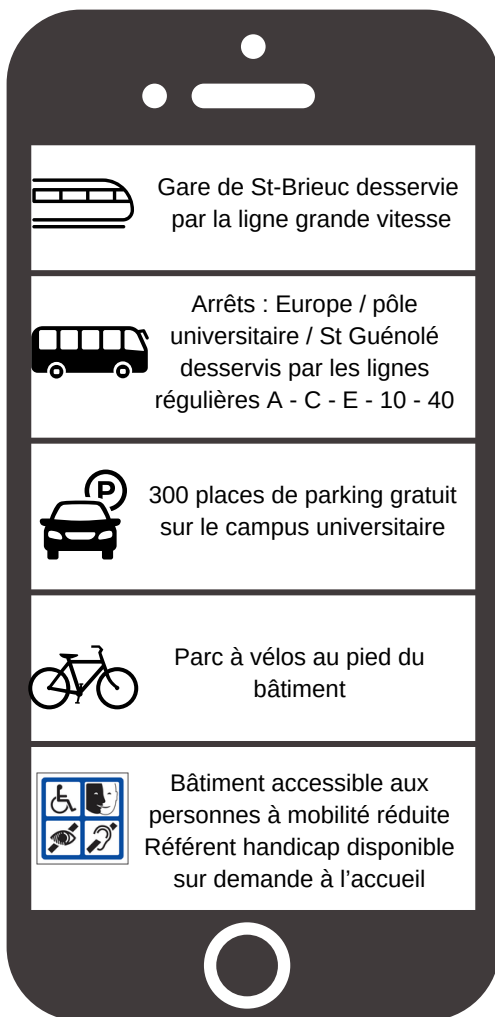 Gare de St-Brieuc desservie
par la ligne grande vitesse
Arrêts : Europe / pôle
universitaire / St Guénolé
desservis par les lignes
régulières A - C - E - 10 - 40
P
300 places de parking gratuit
sur le campus universitaire
Parc à vélos au pied du
bâtiment
Bâtiment accessible aux
personnes à mobilité réduite
Référent handicap disponible
sur demande à l’accueil